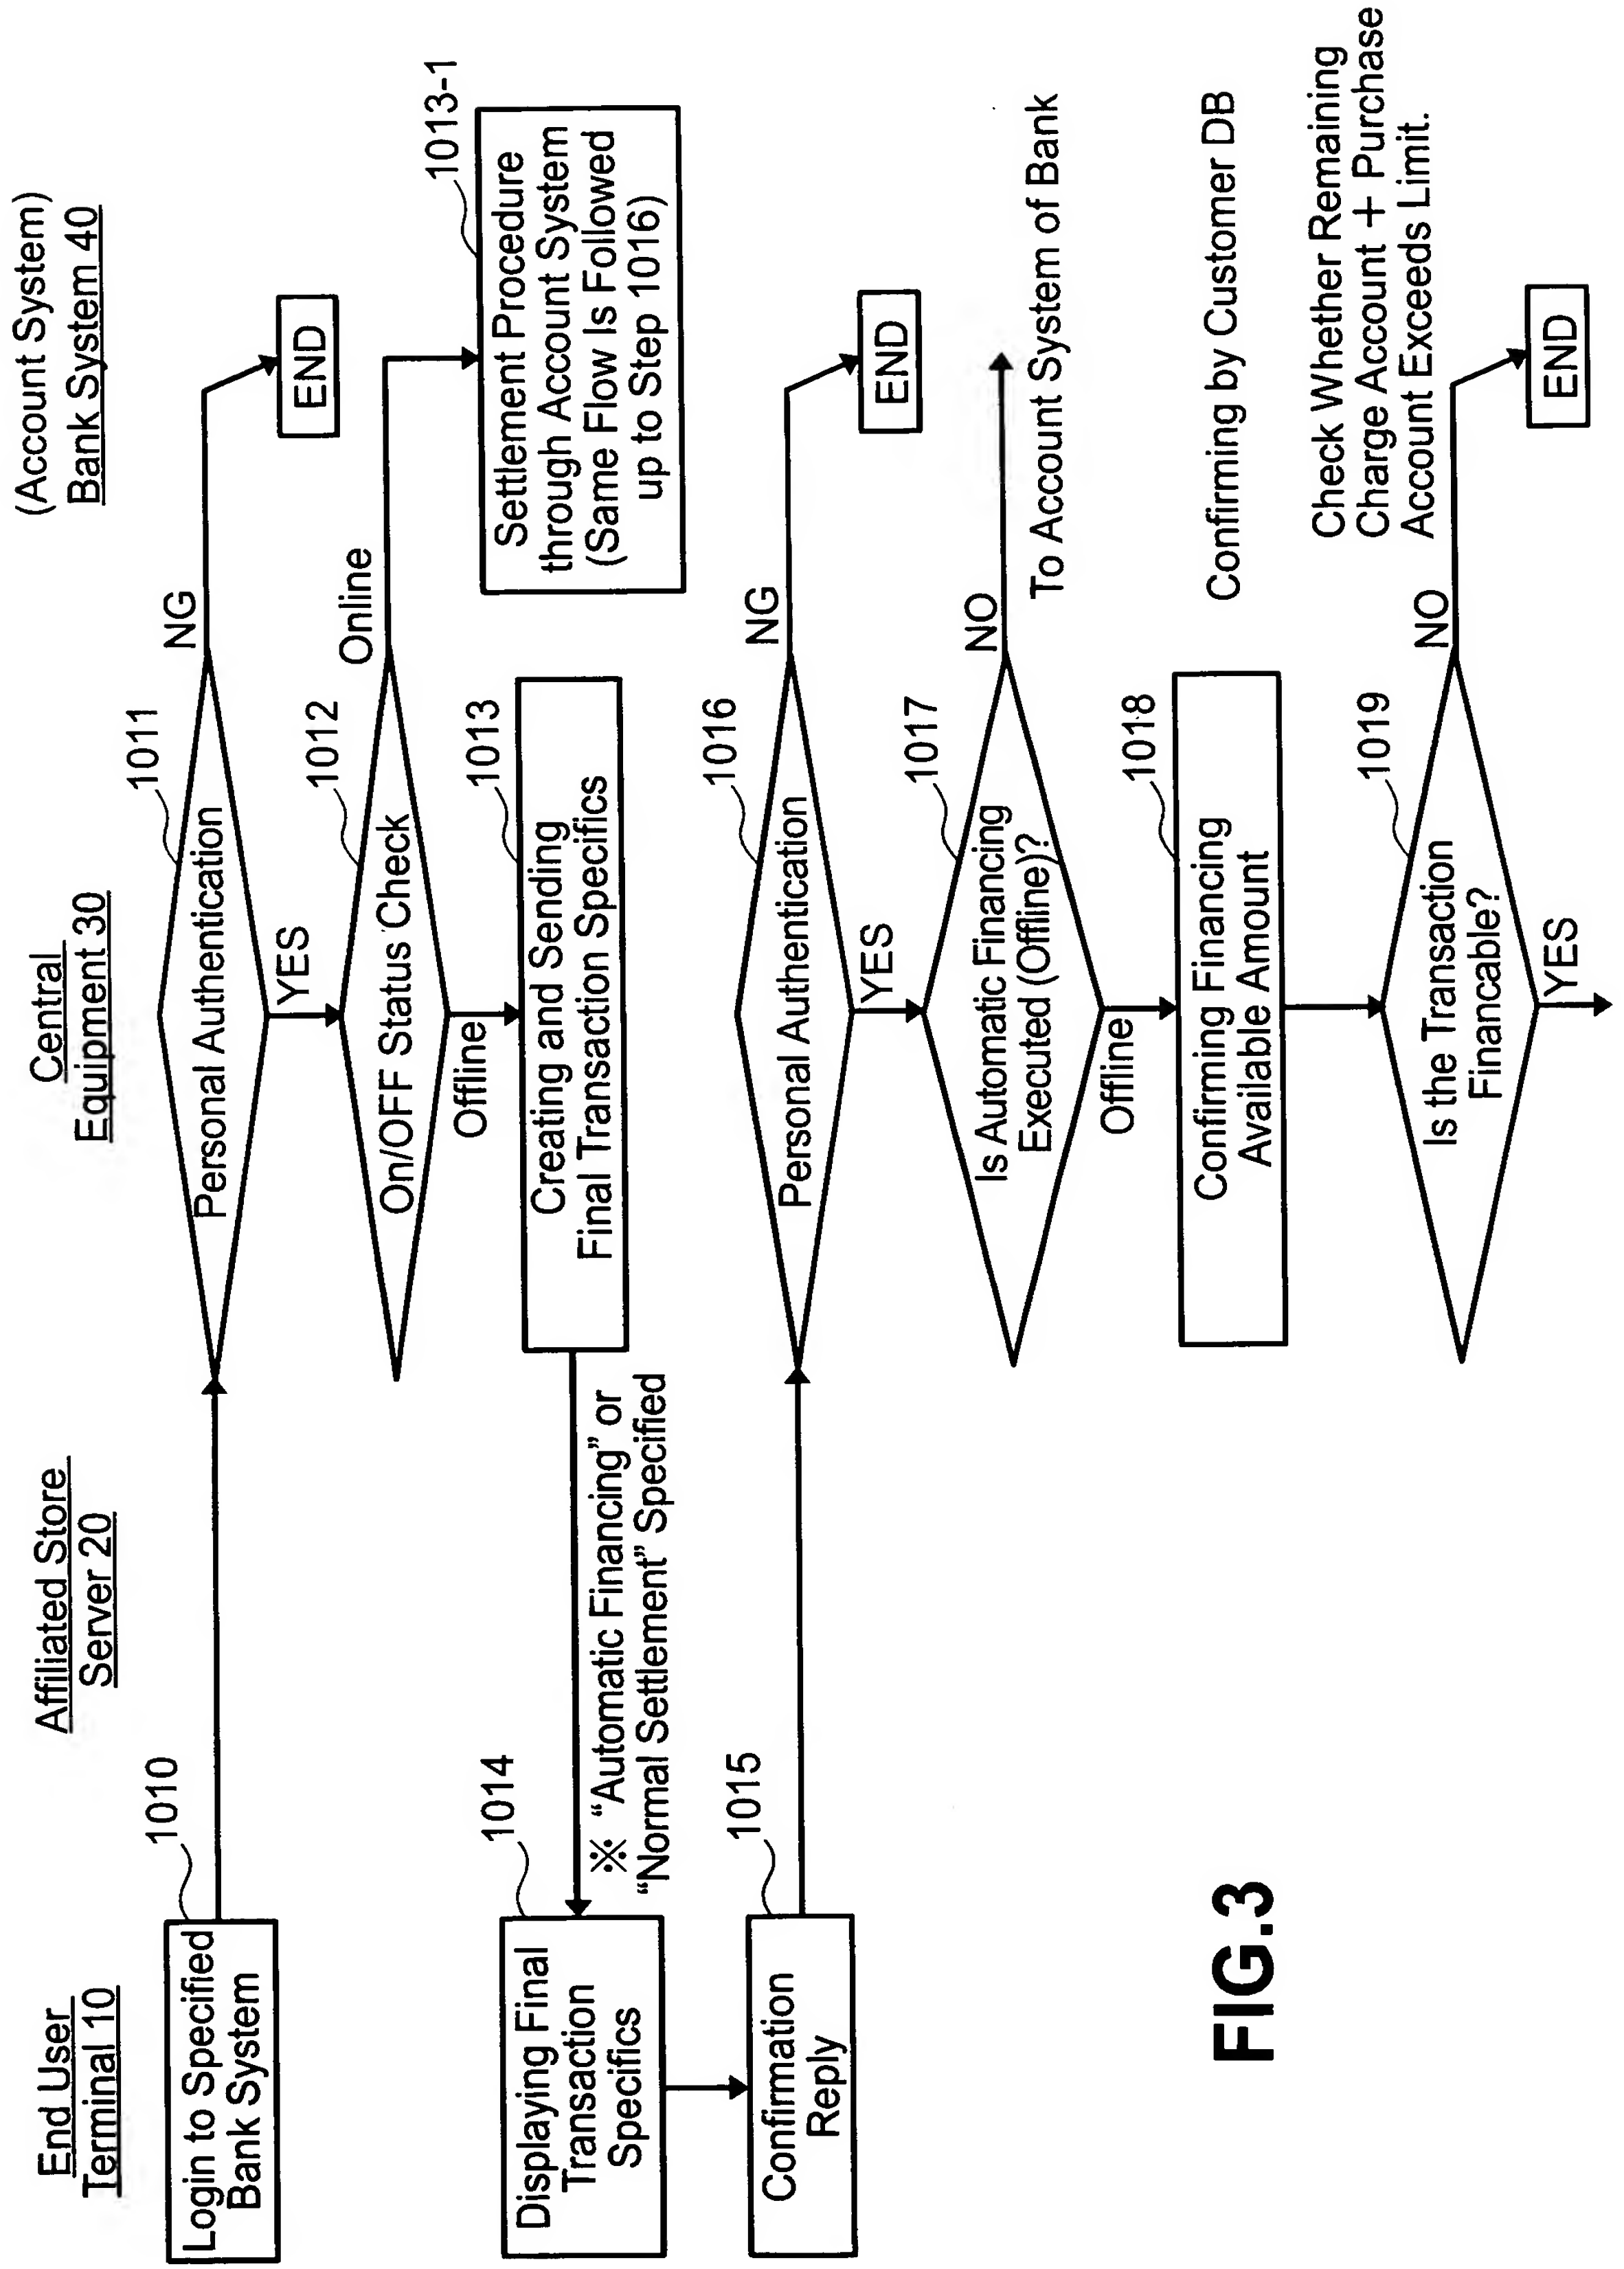 End User
Terminal 10
Affiliated Store
Server 20
Central
Equipment 30
(Account System)
Bank System 40
1010
Login to Specified
Bank System
1011
Personal Authentication
NG
END
YES
1012
On/OFF Status Check
Online
1013-1
Settlement Procedure
through Account System
(Same Flow Is Followed
up to Step 1016)
Offline
1013
Creating and Sending
Final Transaction Specifics
1014
Displaying Final
Transaction
Specifics
※ “Automatic Financing” or
“Normal Settlement” Specified
1015
Confirmation
Reply
1016
Personal Authentication
NG
END
YES
1017
Is Automatic Financing
Executed (Offline)?
NO
To Account System of Bank
Offline
1018
Confirming Financing
Available Amount
Confirming by Customer DB
1019
Is the Transaction
Financable?
NO
Check Whether Remaining
Charge Account + Purchase
Account Exceeds Limit.
END
YES
FIG.3